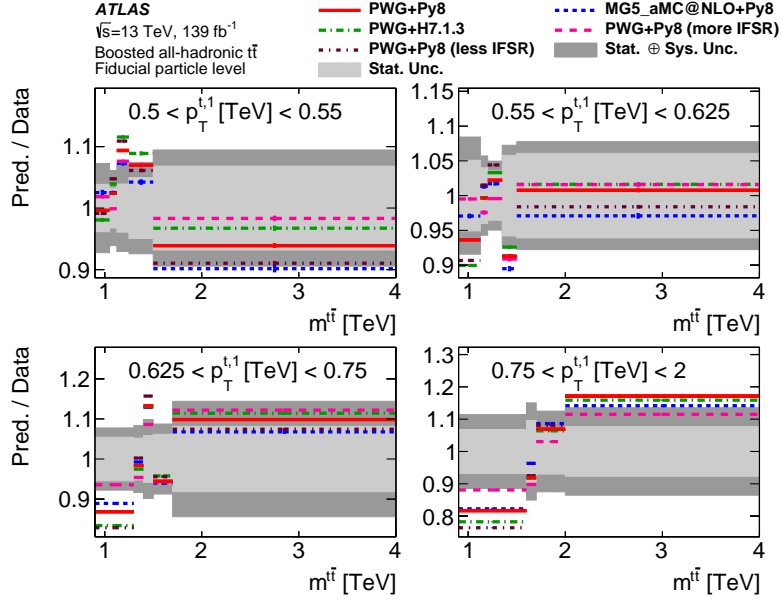 ATLAS
√s=13 TeV, 139 fb⁻¹
Boosted all-hadronic tt̄
Fiducial particle level
PWG+Py8
PWG+H7.1.3
PWG+Py8 (less IFSR)
Stat. Unc.
MG5_aMC@NLO+Py8
PWG+Py8 (more IFSR)
Stat. ⊕ Sys. Unc.
Pred. / Data
0.5 < p_T^{t,1} [TeV] < 0.55
1.1
1
0.9
1 2 3 4
m^{tt̄} [TeV]
0.55 < p_T^{t,1} [TeV] < 0.625
1.15
1.1
1.05
1
0.95
0.9
1 2 3 4
m^{tt̄} [TeV]
Pred. / Data
0.625 < p_T^{t,1} [TeV] < 0.75
1.2
1.1
1
0.9
1 2 3 4
m^{tt̄} [TeV]
0.75 < p_T^{t,1} [TeV] < 2
1.3
1.2
1.1
1
0.9
0.8
1 2 3 4
m^{tt̄} [TeV]